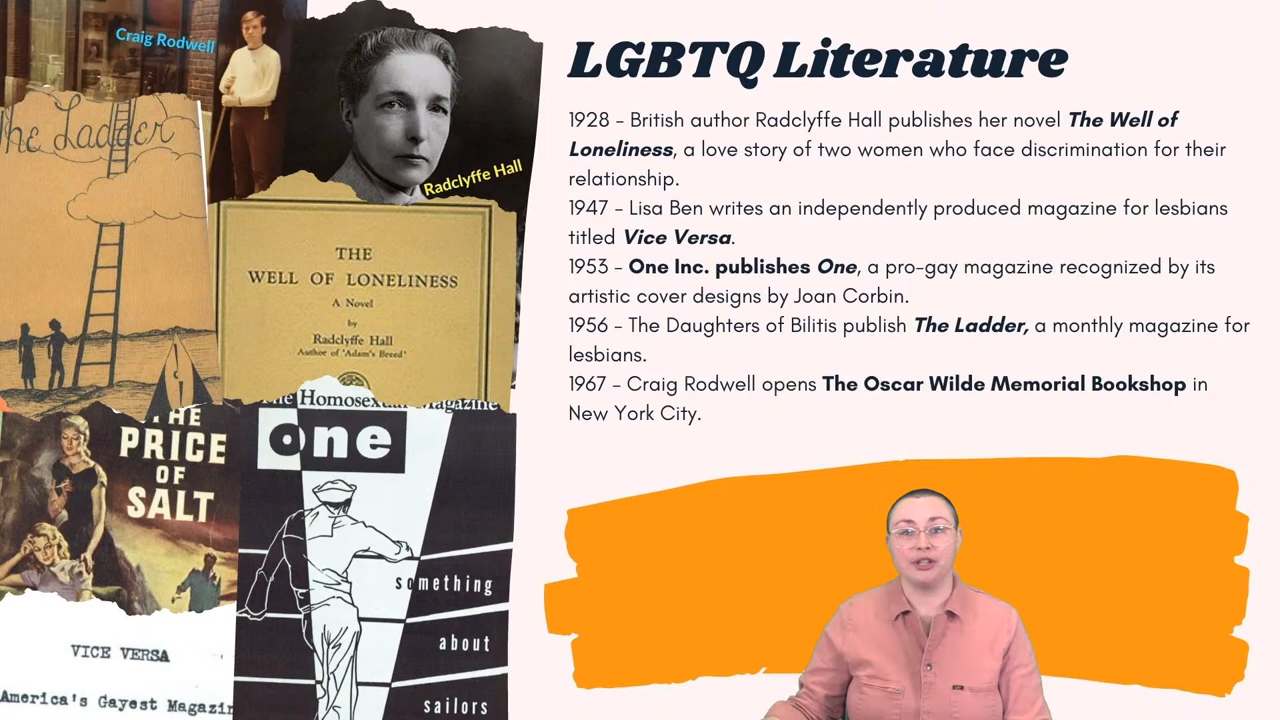 Craig Rodwell
Radclyffe Hall
The Ladder
THE
WELL OF LONELINESS
A Novel
by
Radclyffe Hall
Author of 'Adam's Breed'
The Homosexual Magazine
one
something
about
sailors
THE
PRICE
OF
SALT
VICE VERSA
America's Gayest Magazin
LGBTQ Literature
1928 - British author Radclyffe Hall publishes her novel The Well of
Loneliness, a love story of two women who face discrimination for their
relationship.
1947 - Lisa Ben writes an independently produced magazine for lesbians
titled Vice Versa.
1953 - One Inc. publishes One, a pro-gay magazine recognized by its
artistic cover designs by Joan Corbin.
1956 - The Daughters of Bilitis publish The Ladder, a monthly magazine for
lesbians.
1967 - Craig Rodwell opens The Oscar Wilde Memorial Bookshop in
New York City.